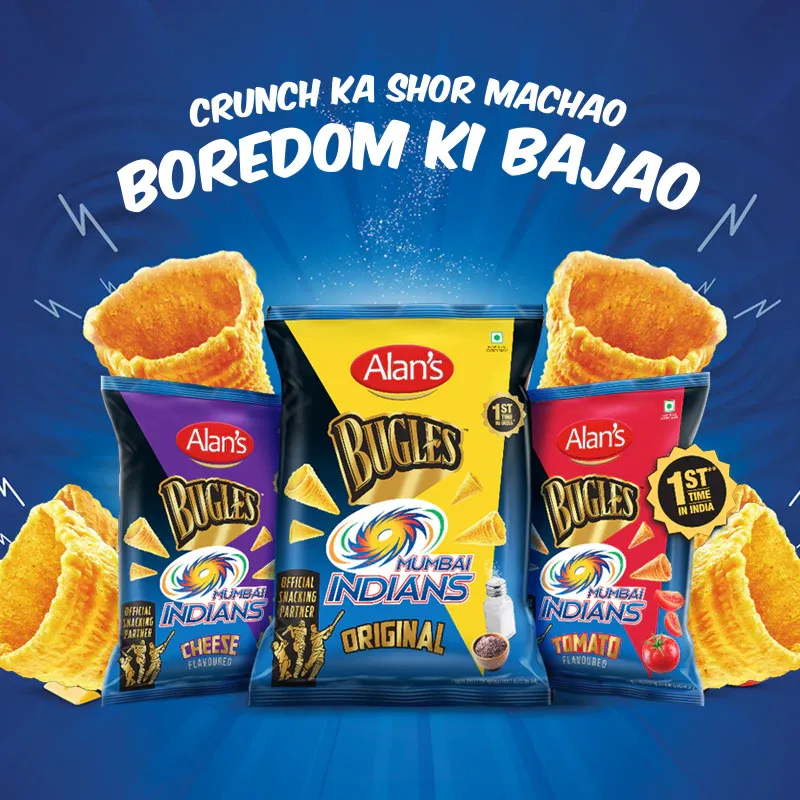 CRUNCH KA SHOR MACHAO
BOREDOM KI BAJAO
Alan's
BUGLES
MUMBAI
INDIANS
OFFICIAL
SNACKING
PARTNER
CHEESE
FLAVOURED
Alan's
BUGLES™
1ST
TIME
IN INDIA
MUMBAI
INDIANS
OFFICIAL
SNACKING
PARTNER
ORIGINAL
Alan's
BUGLES
1ST**
TIME
IN INDIA
MUMBAI
INDIANS
TOMATO
FLAVOURED